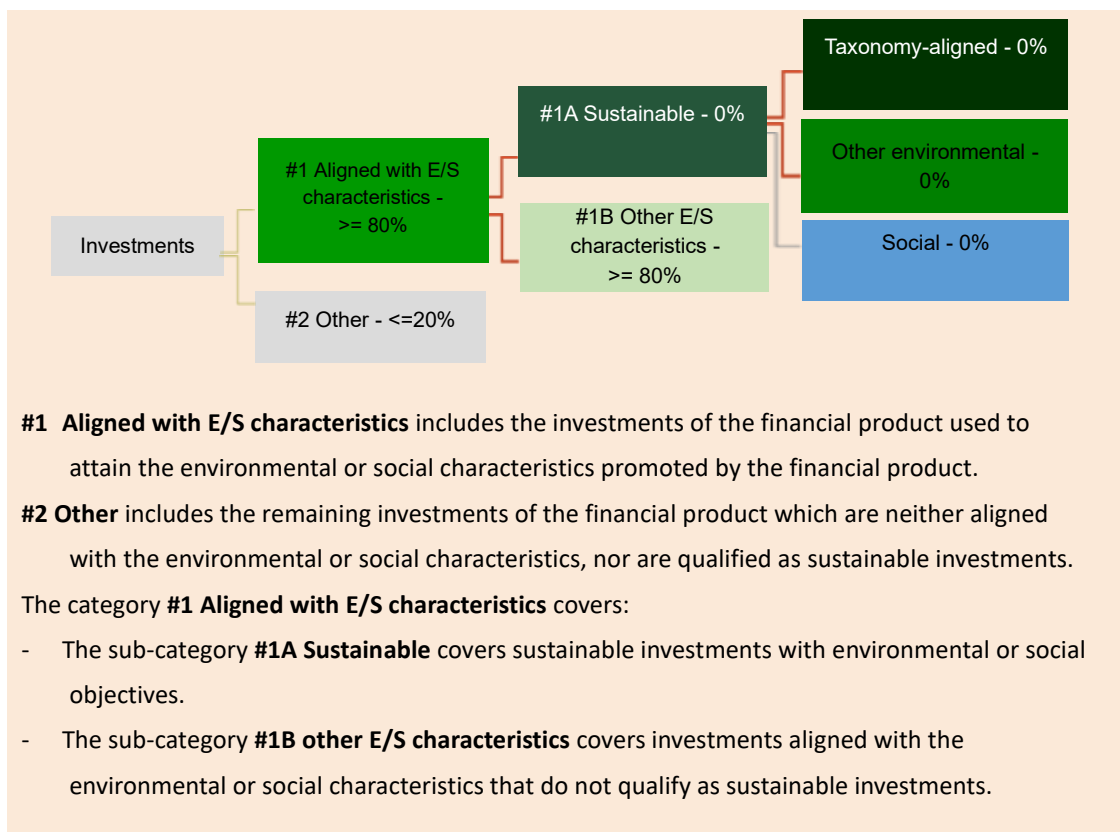 Taxonomy-aligned - 0%
#1A Sustainable - 0%
Other environmental -
0%
#1 Aligned with E/S
characteristics -
>= 80%
#1B Other E/S
characteristics -
>= 80%
Social - 0%
Investments
#2 Other - <=20%
#1 Aligned with E/S characteristics includes the investments of the financial product used to
attain the environmental or social characteristics promoted by the financial product.
#2 Other includes the remaining investments of the financial product which are neither aligned
with the environmental or social characteristics, nor are qualified as sustainable investments.
The category #1 Aligned with E/S characteristics covers:
- The sub-category #1A Sustainable covers sustainable investments with environmental or social
objectives.
- The sub-category #1B other E/S characteristics covers investments aligned with the
environmental or social characteristics that do not qualify as sustainable investments.